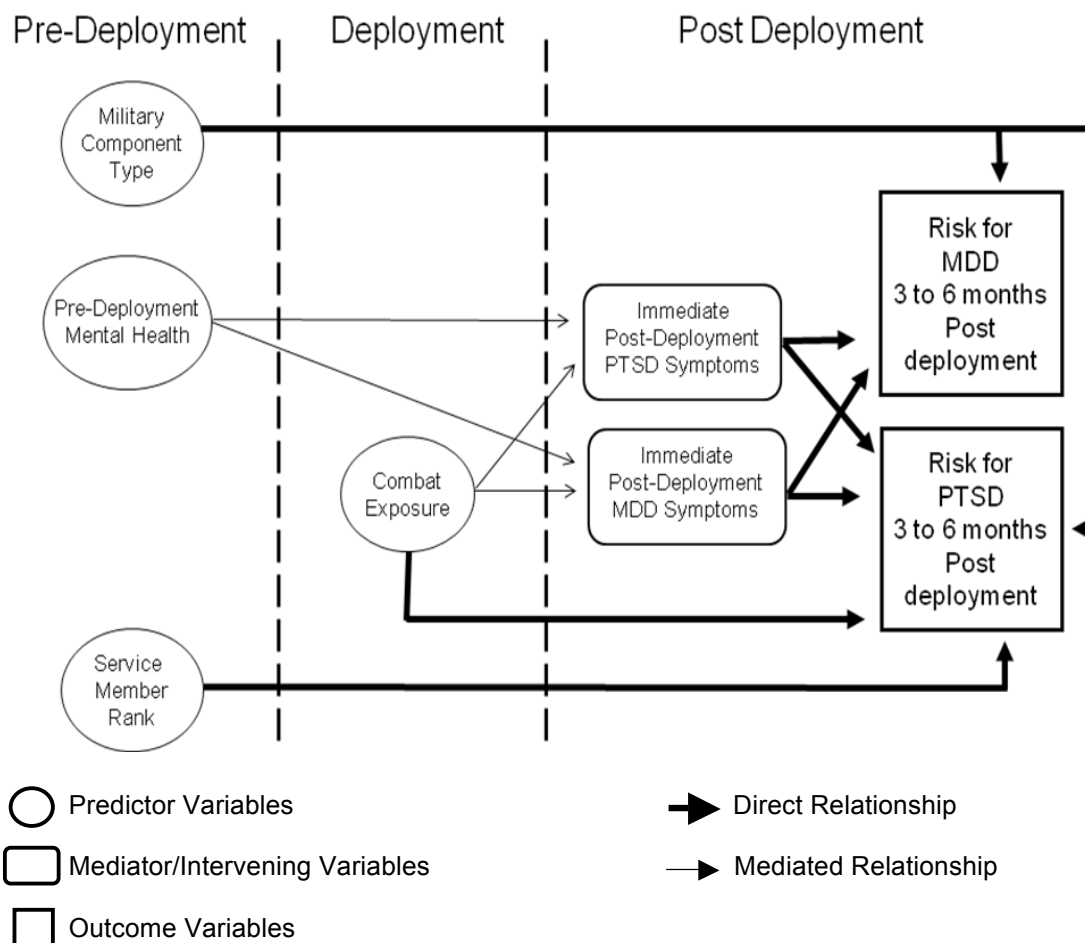 Pre-Deployment
Deployment
Post Deployment
Military
Component
Type
Risk for
MDD
3 to 6 months
Post
deployment
Pre-Deployment
Mental Health
Immediate
Post-Deployment
PTSD Symptoms
Combat
Exposure
Immediate
Post-Deployment
MDD Symptoms
Risk for
PTSD
3 to 6 months
Post
deployment
Service
Member
Rank
Predictor Variables
Direct Relationship
Mediator/Intervening Variables
Mediated Relationship
Outcome Variables